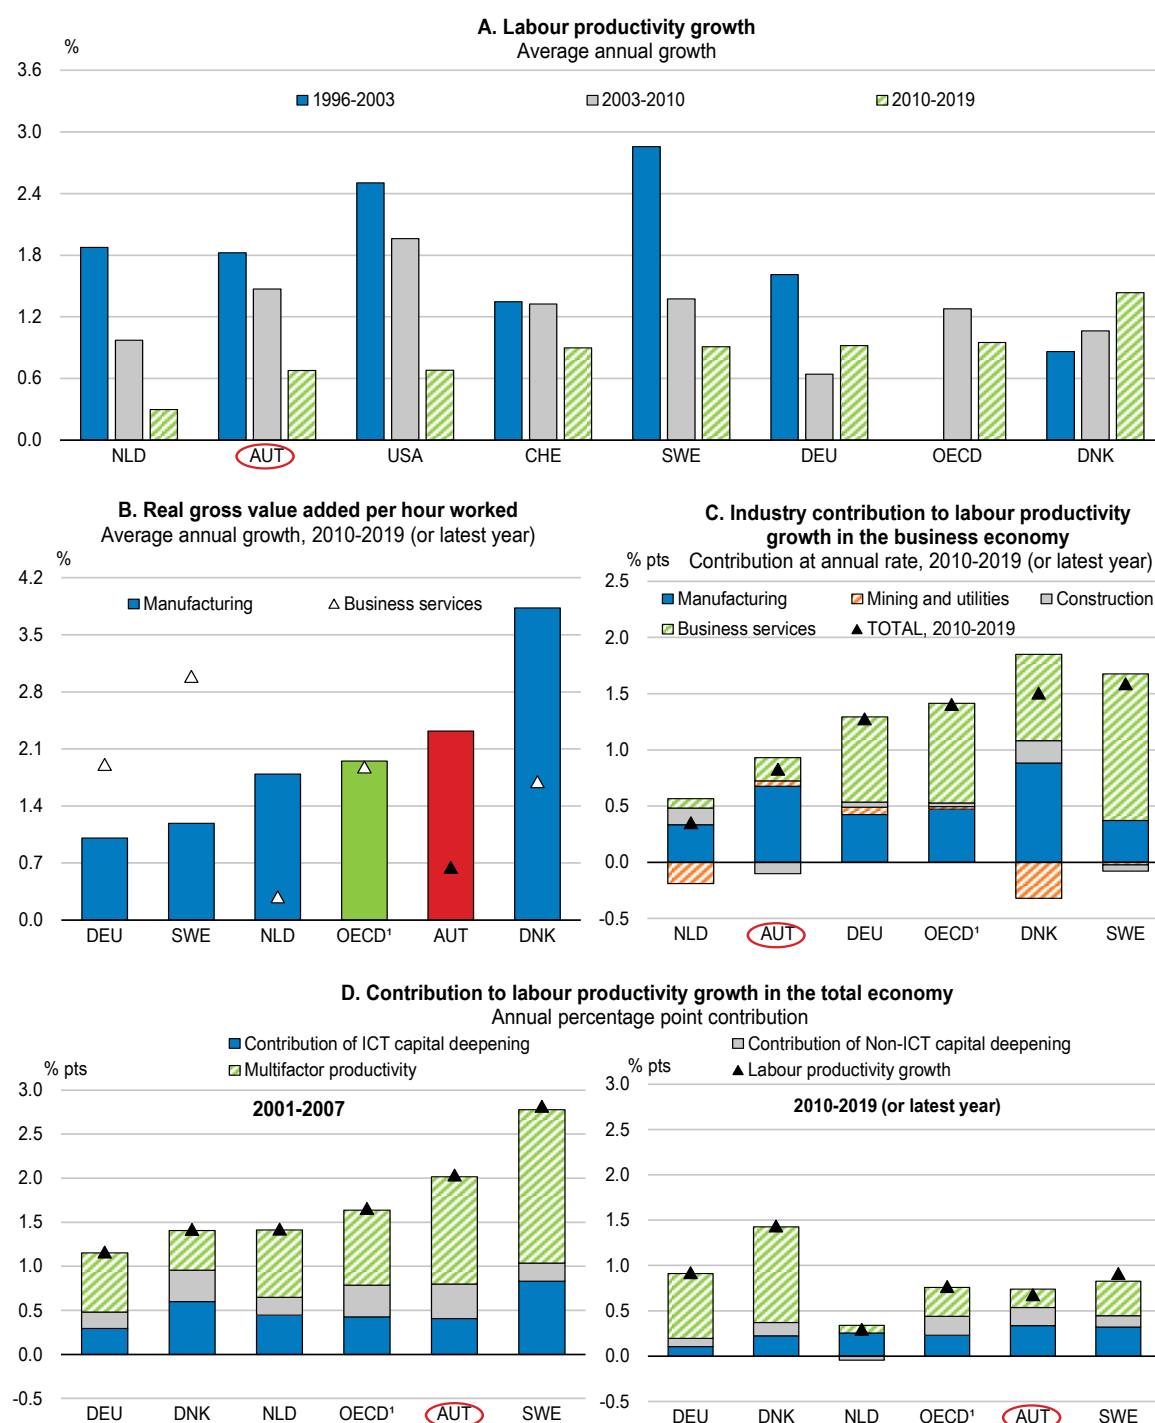 A. Labour productivity growth
Average annual growth
%
3.6
1996-2003 2003-2010 2010-2019
3.0
2.4
1.8
1.2
0.6
0.0
NLD AUT USA CHE SWE DEU OECD DNK
B. Real gross value added per hour worked
Average annual growth, 2010-2019 (or latest year)
%
4.2
Manufacturing Business services
3.5
2.8
2.1
1.4
0.7
0.0
DEU SWE NLD OECD¹ AUT DNK
C. Industry contribution to labour productivity
growth in the business economy
% pts Contribution at annual rate, 2010-2019 (or latest year)
2.5
Manufacturing Mining and utilities Construction
Business services TOTAL, 2010-2019
2.0
1.5
1.0
0.5
0.0
-0.5
NLD AUT DEU OECD¹ DNK SWE
D. Contribution to labour productivity growth in the total economy
Annual percentage point contribution
Contribution of ICT capital deepening Contribution of Non-ICT capital deepening
Multifactor productivity Labour productivity growth
% pts
3.0
2001-2007
2.5
2.0
1.5
1.0
0.5
0.0
-0.5
DEU DNK NLD OECD¹ AUT SWE
% pts
3.0
2010-2019 (or latest year)
2.5
2.0
1.5
1.0
0.5
0.0
-0.5
DEU DNK NLD OECD¹ AUT SWE